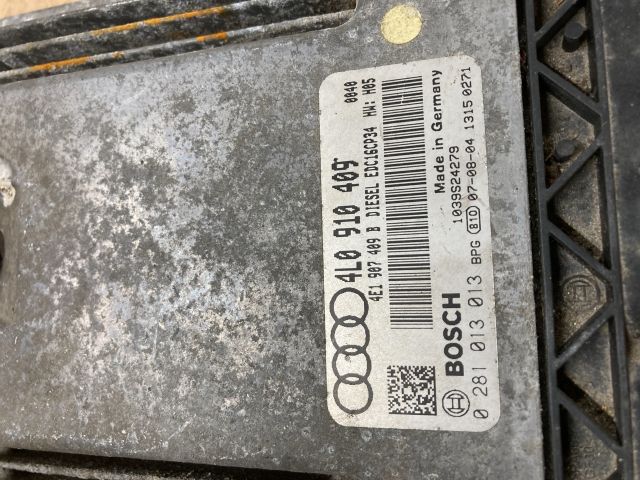 4L0 910 409
0040
4E1 907 409 B DIESEL EDC16CP34 HW: H05
Made in Germany
BOSCH
1039S24279
0 281 013 013 BPG 81D 07-08-04 1315 0271